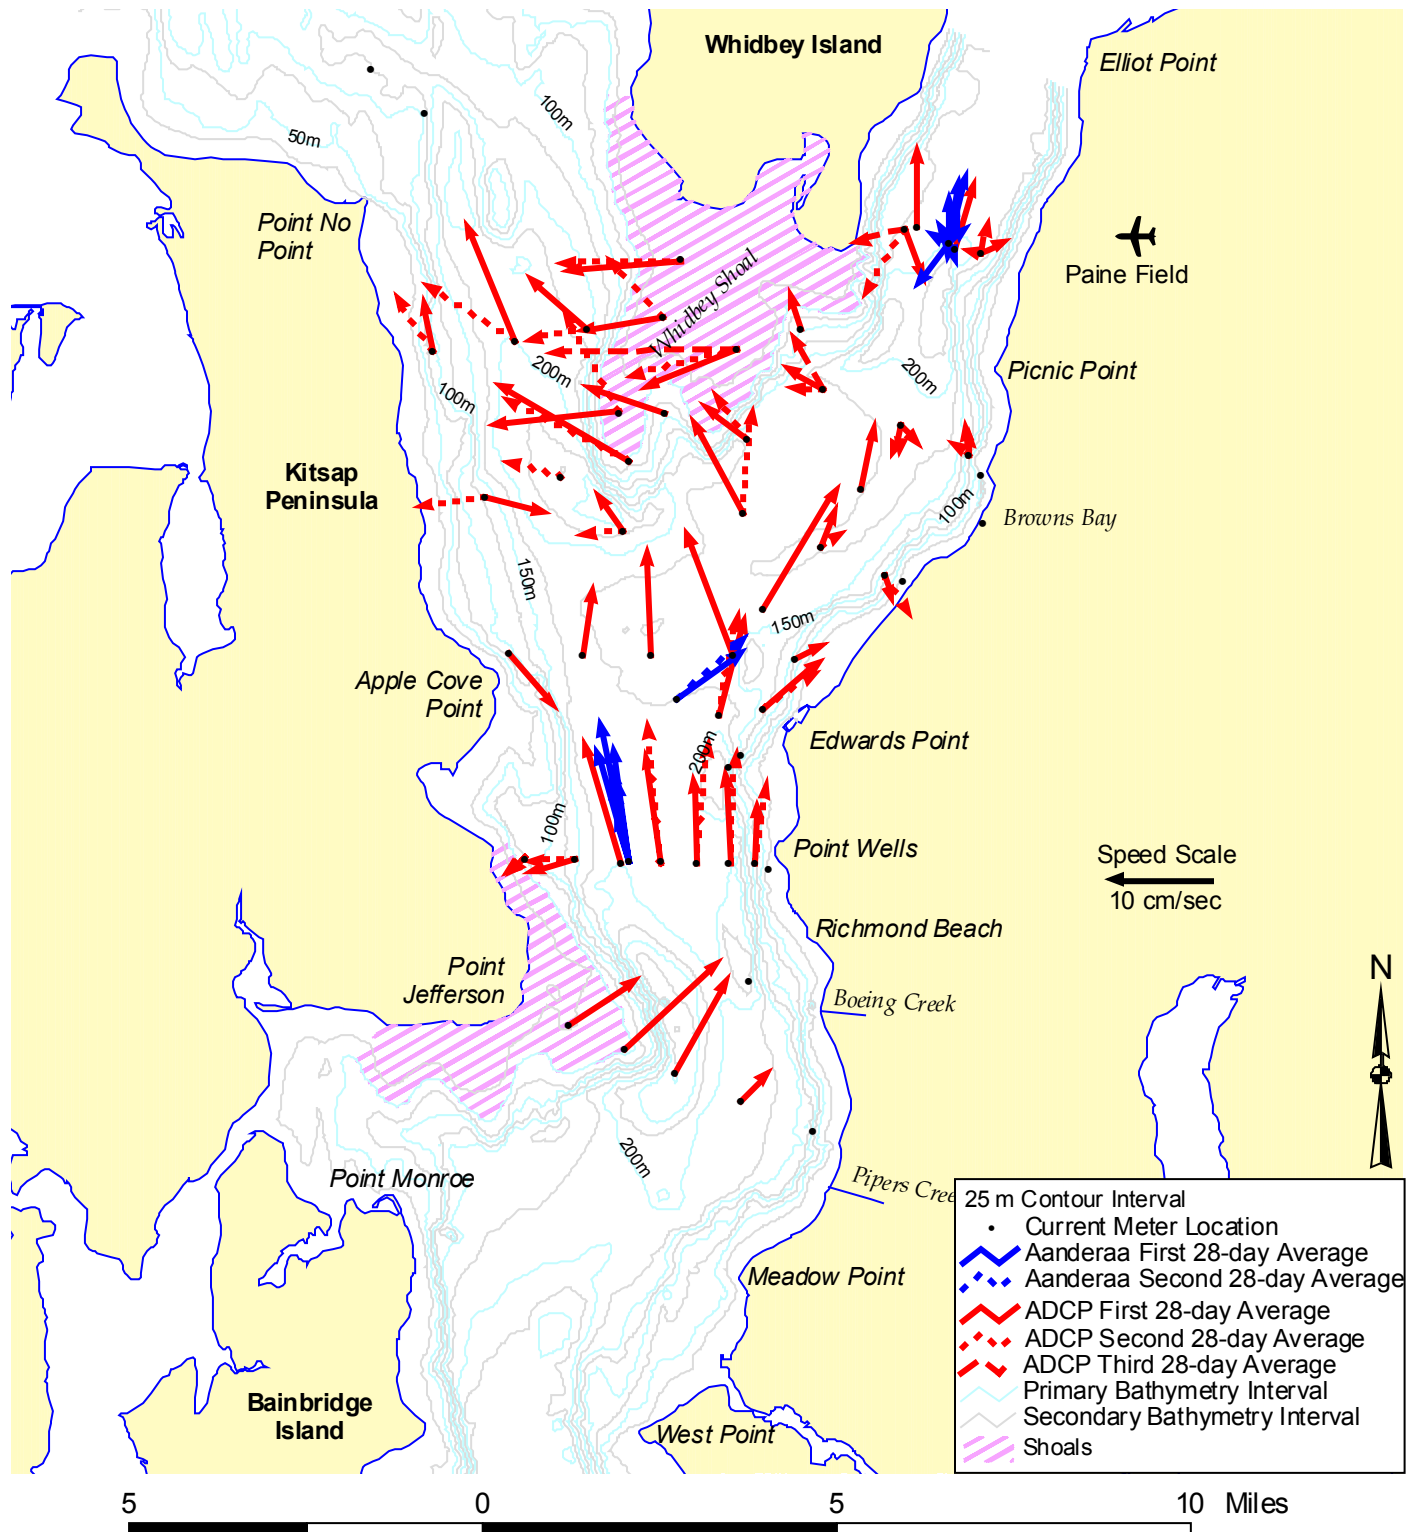 Whidbey Island
Elliot Point
100m
50m
Point No
Point
Paine Field
Whidbey Shoal
200m
200m
Picnic Point
100m
Kitsap
Peninsula
100m
Browns Bay
150m
150m
Apple Cove
Point
Edwards Point
200m
100m
Point Wells
Speed Scale
10 cm/sec
Richmond Beach
Point
Jefferson
N
Boeing Creek
200m
Point Monroe
Pipers Cree
25 m Contour Interval
Current Meter Location
Aanderaa First 28-day Average
Aanderaa Second 28-day Average
ADCP First 28-day Average
ADCP Second 28-day Average
ADCP Third 28-day Average
Primary Bathymetry Interval
Secondary Bathymetry Interval
Shoals
Meadow Point
Bainbridge
Island
West Point
5 0 5 10 Miles